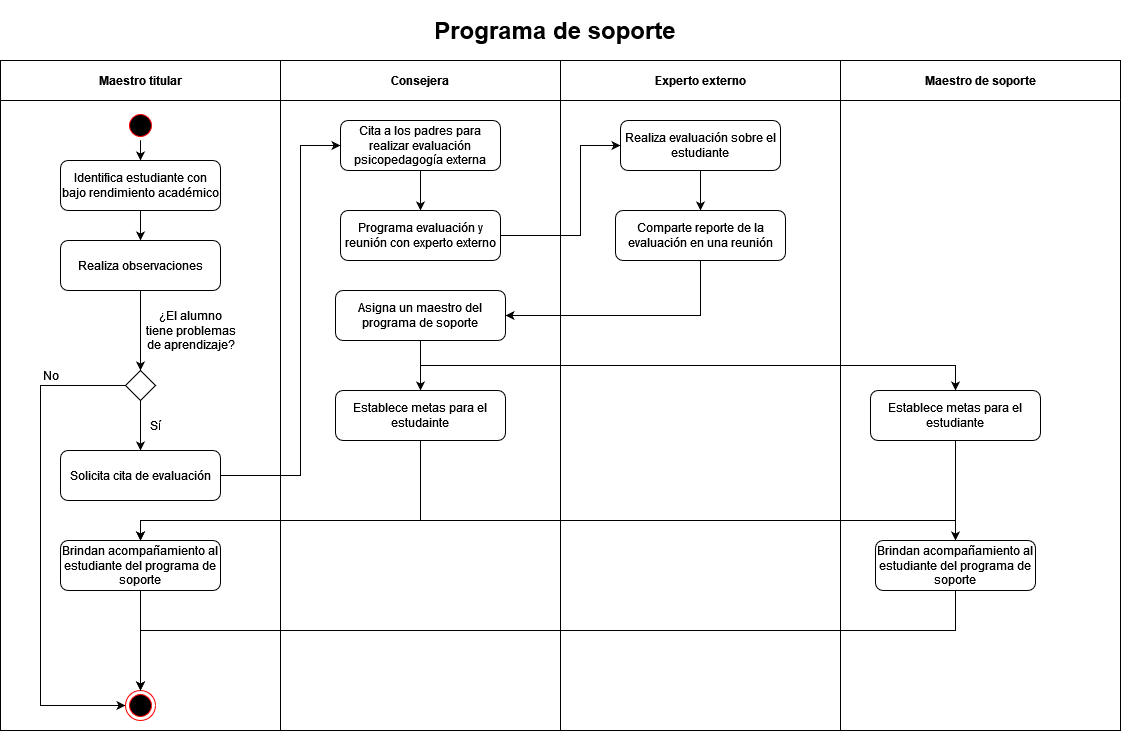 Programa de soporte
Maestro titular
Consejera
Experto externo
Maestro de soporte
Identifica estudiante con
bajo rendimiento académico
Realiza observaciones
¿El alumno
tiene problemas
de aprendizaje?
No
Sí
Solicita cita de evaluación
Brindan acompañamiento al
estudiante del programa de
soporte
Cita a los padres para
realizar evaluación
psicopedagogía externa
Programa evaluación y
reunión con experto externo
Asigna un maestro del
programa de soporte
Establece metas para el
estudainte
Realiza evaluación sobre el
estudiante
Comparte reporte de la
evaluación en una reunión
Establece metas para el
estudiante
Brindan acompañamiento al
estudiante del programa de
soporte